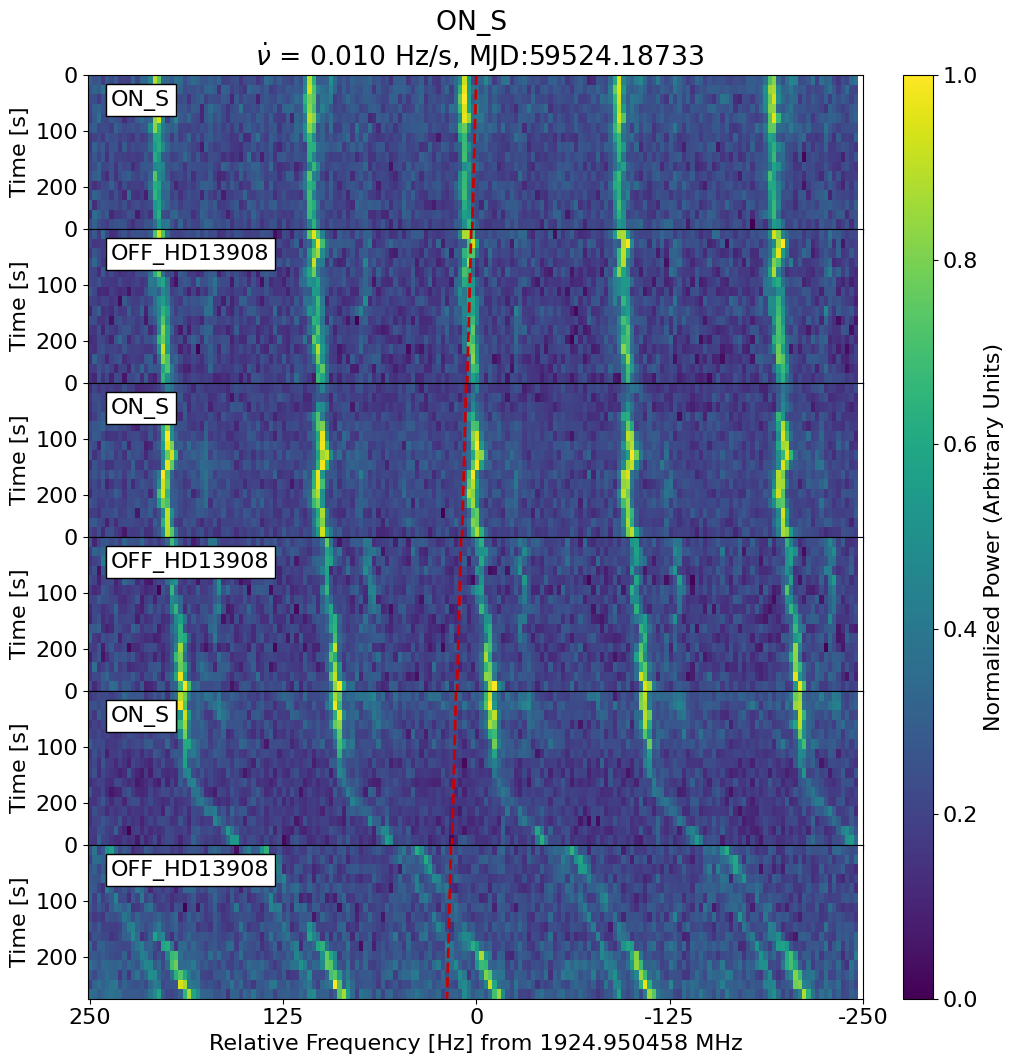 ON_S
ν̇ = 0.010 Hz/s, MJD:59524.18733
0
ON_S
100
200
Time [s]
0
OFF_HD13908
100
200
Time [s]
0
ON_S
100
200
Time [s]
0
OFF_HD13908
100
200
Time [s]
0
ON_S
100
200
Time [s]
0
OFF_HD13908
100
200
Time [s]
250 125 0 -125 -250
Relative Frequency [Hz] from 1924.950458 MHz
1.0
0.8
0.6
0.4
0.2
0.0
Normalized Power (Arbitrary Units)